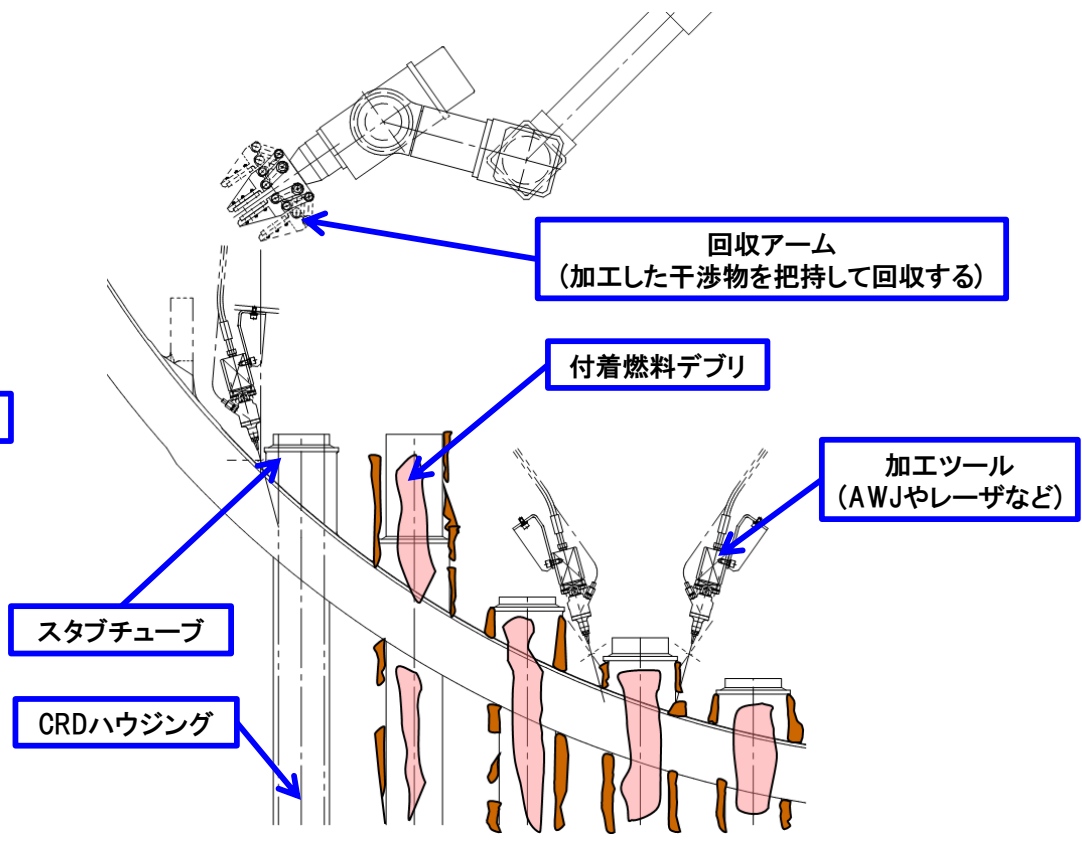 回収アーム
(加工した干渉物を把持して回収する)
付着燃料デブリ
加工ツール
(AWJやレーザなど)
スタブチューブ
CRDハウジング